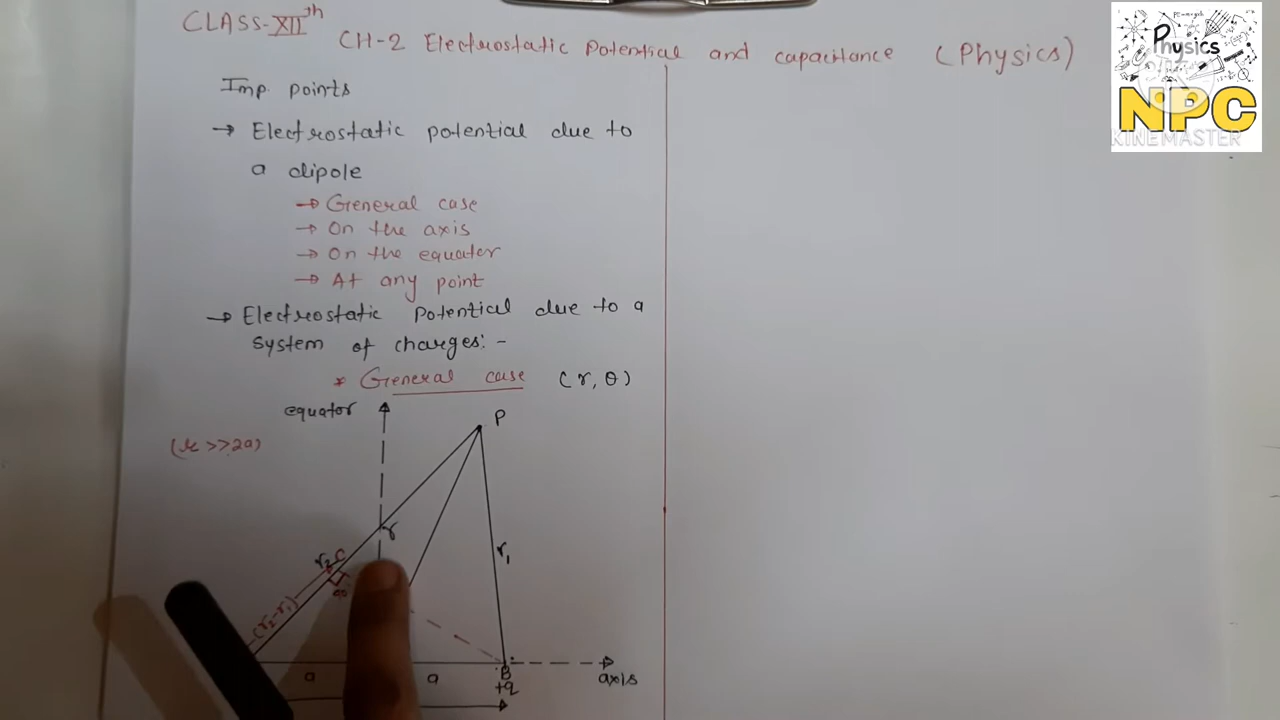 CLASS-XIIth
CH-2 Electrostatic Potential and capacitance (Physics)
Physics
NPC
KINEMASTER
Imp. points
→ Electrostatic potential due to
a dipole
→ General case
→ On the axis
→ On the equator
→ At any point
→ Electrostatic Potential due to a
system of charges:-
* General case (r, θ)
equator
P
(r >> 2a)
r
r₂
C
r₁
90
(r₂-r₁)
a
a
B
+q
axis